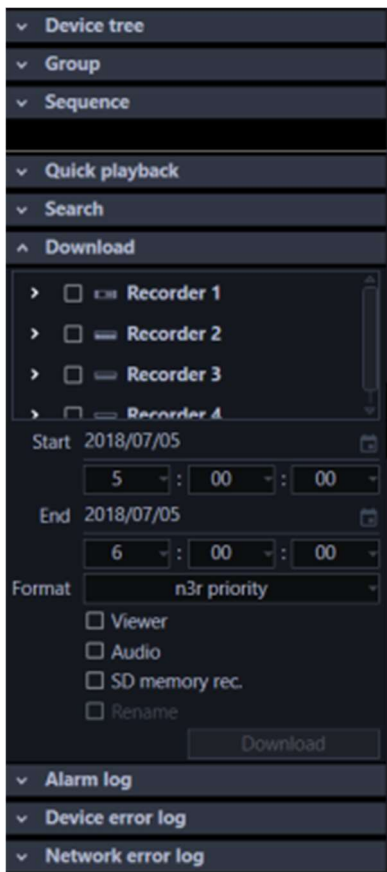 Device tree
Group
Sequence
Quick playback
Search
Download
Recorder 1
Recorder 2
Recorder 3
Recorder 4
Start 2018/07/05
5 : 00 : 00
End 2018/07/05
6 : 00 : 00
Format n3r priority
Viewer
Audio
SD memory rec.
Rename
Download
Alarm log
Device error log
Network error log